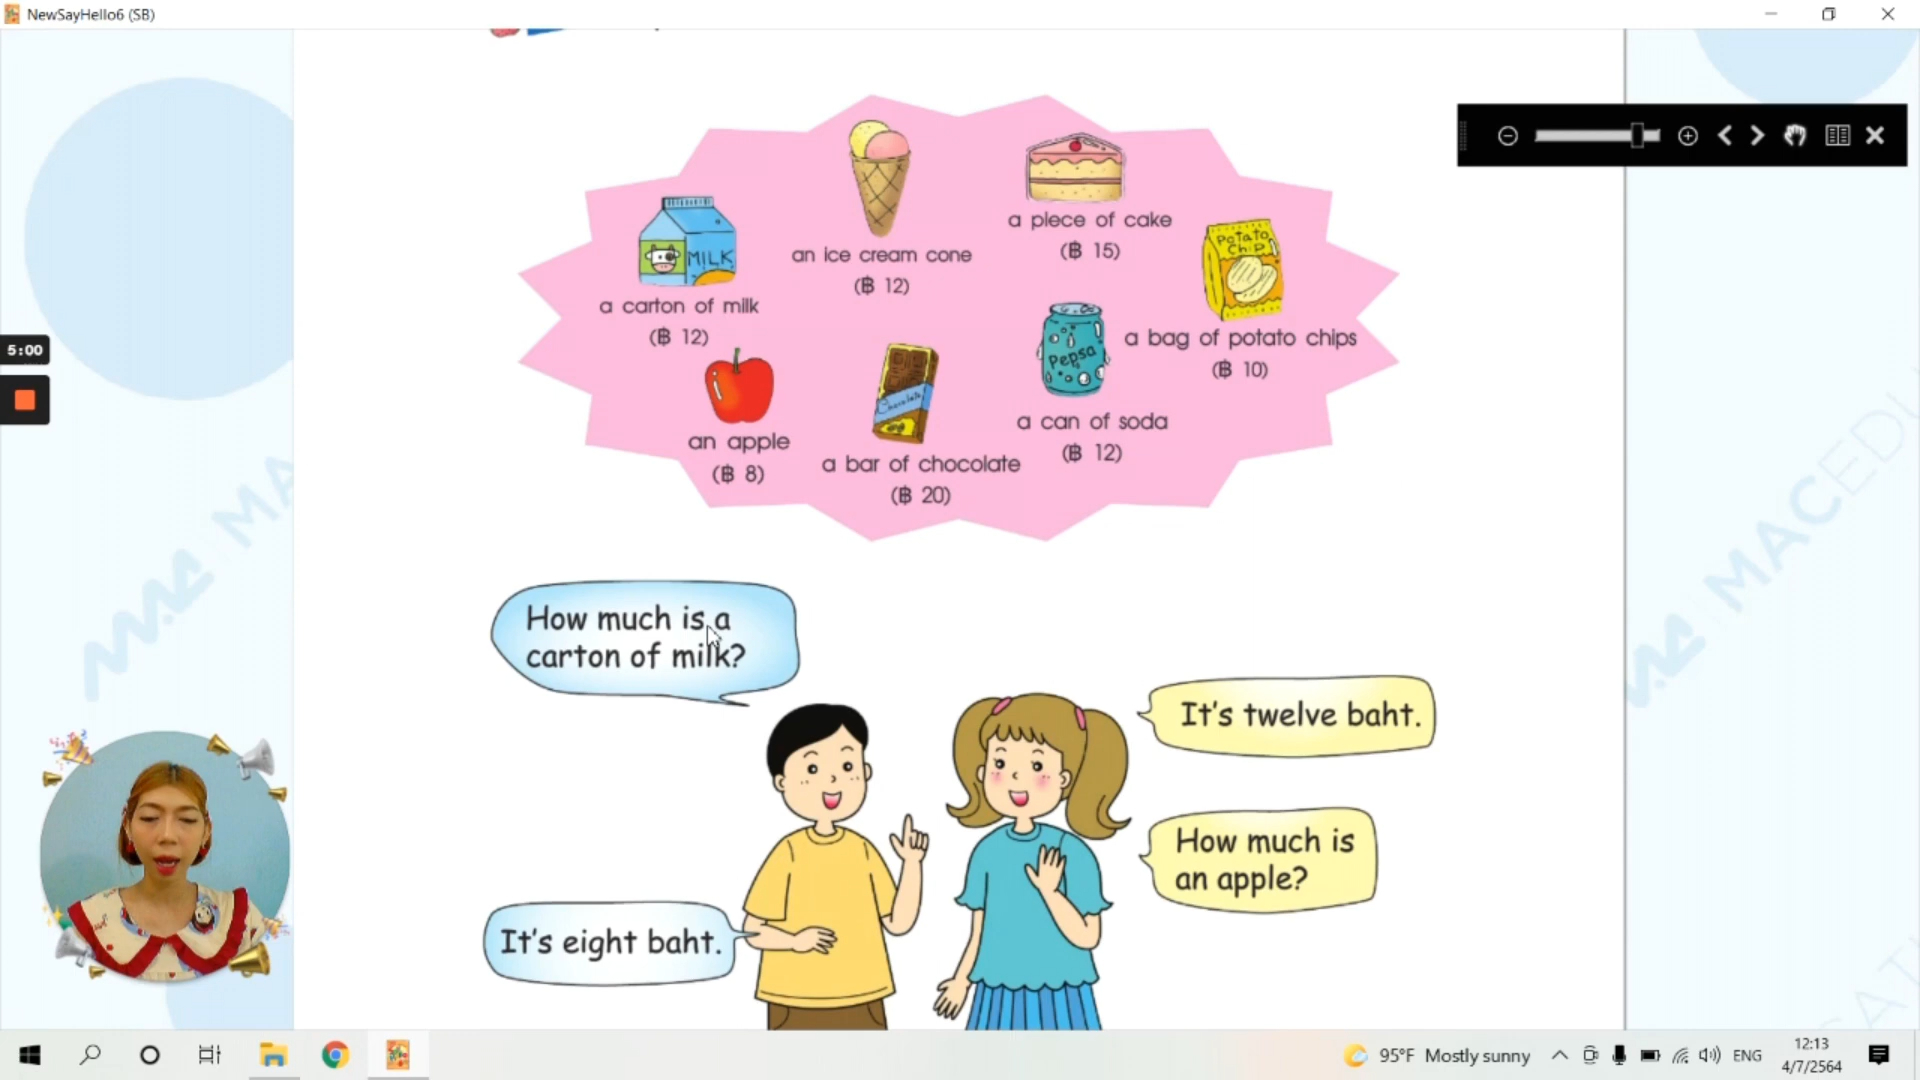 NewSayHello6 (SB)
POTATO
CHIP
MILK
a piece of cake
(฿ 15)
an ice cream cone
(฿ 12)
a carton of milk
(฿ 12)
a bag of potato chips
(฿ 10)
Pepsa
Chocolate
a can of soda
(฿ 12)
an apple
(฿ 8)
a bar of chocolate
(฿ 20)
5:00
How much is a
carton of milk?
It's twelve baht.
How much is
an apple?
It's eight baht.
MACEDU
95°F Mostly sunny
ENG
12:13
4/7/2564